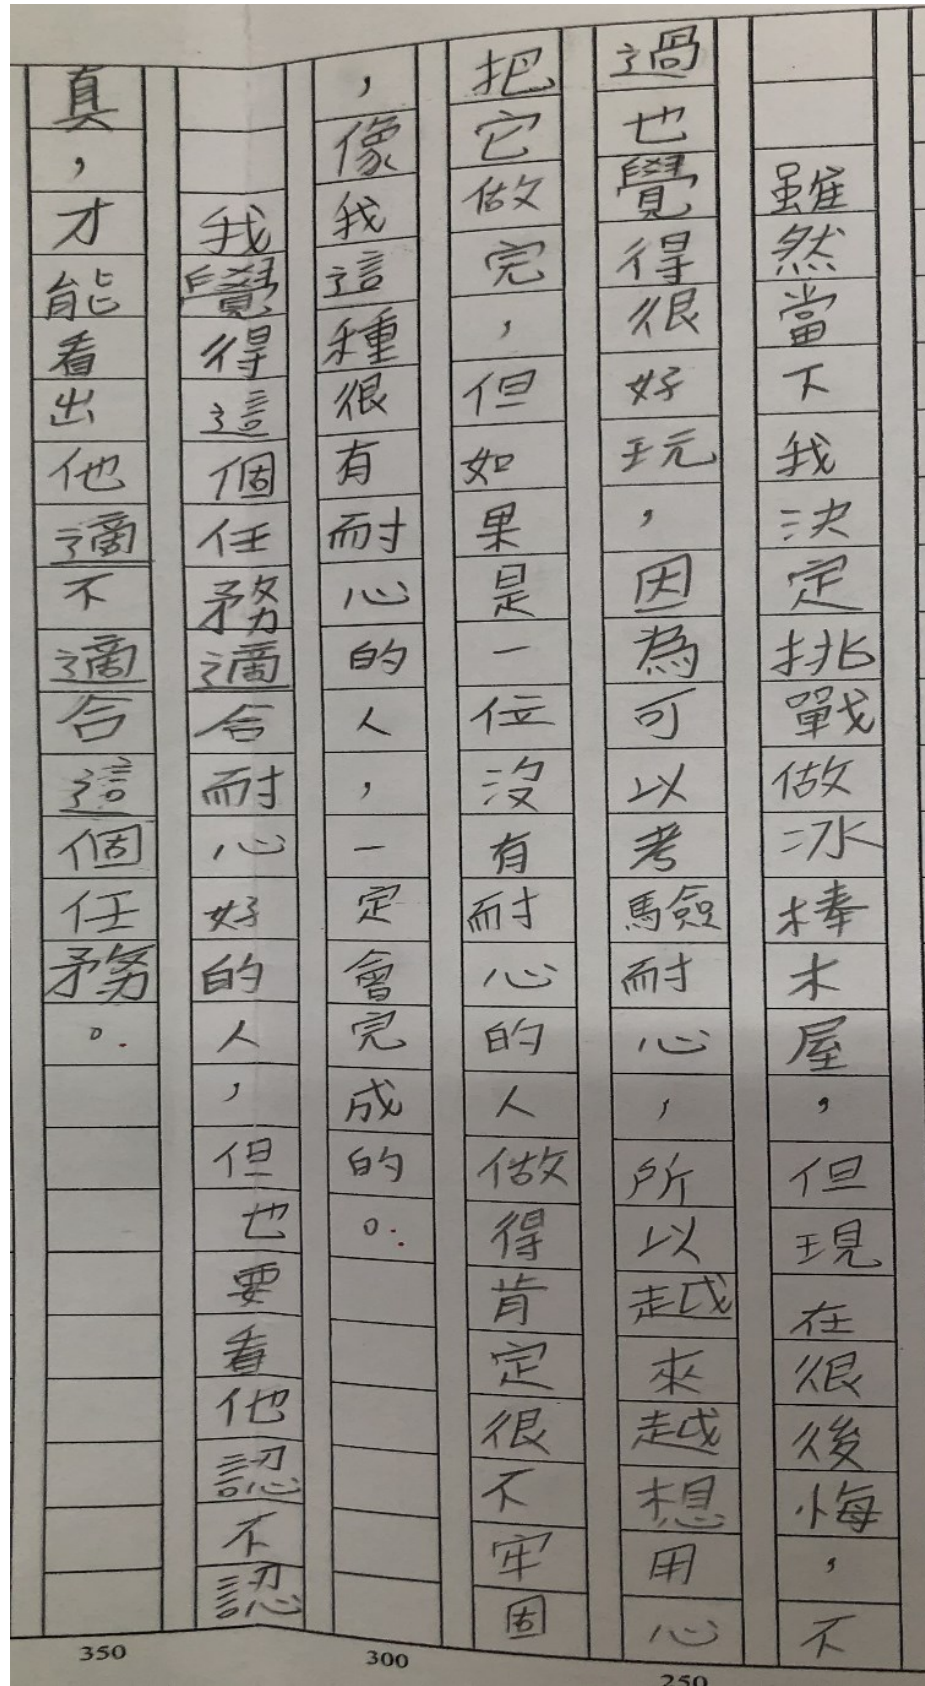 雖然當下我決定挑戰做冰棒木屋，但現在很後悔，不
過也覺得很好玩，因為可以考驗耐心，所以越來越想用心
把它做完，但如果是一位沒有耐心的人做得肯定很不牢固
，像我這種很有耐心的人，一定會完成的。
我覺得這個任務適合耐心好的人，但也要看他認不認
真，才能看出他適不適合這個任務。
350
300
250